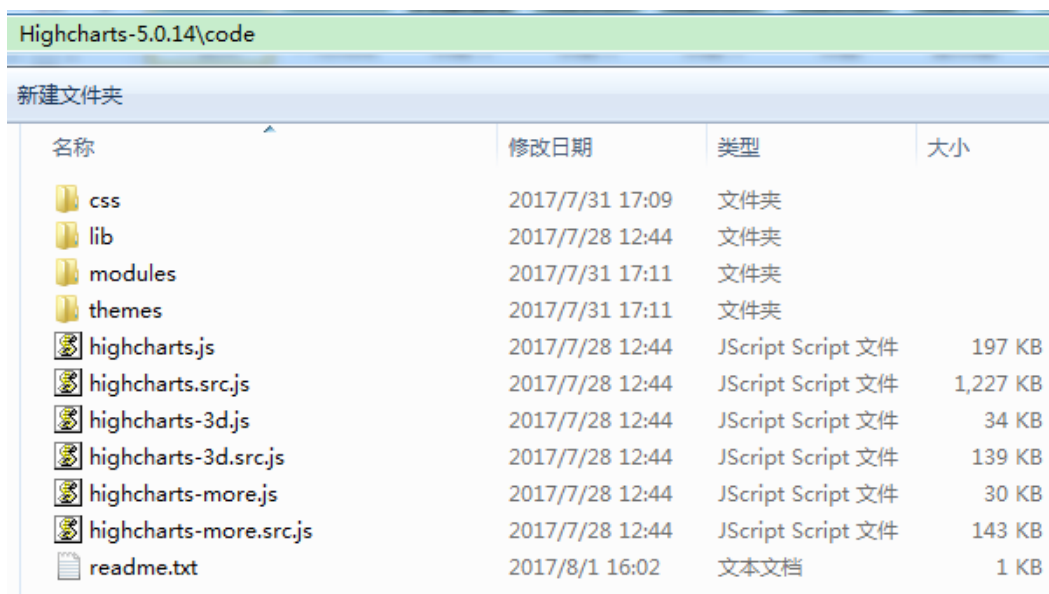 Highcharts-5.0.14\code
新建文件夹
名称 修改日期 类型 大小
css 2017/7/31 17:09 文件夹
lib 2017/7/28 12:44 文件夹
modules 2017/7/31 17:11 文件夹
themes 2017/7/31 17:11 文件夹
highcharts.js 2017/7/28 12:44 JScript Script 文件 197 KB
highcharts.src.js 2017/7/28 12:44 JScript Script 文件 1,227 KB
highcharts-3d.js 2017/7/28 12:44 JScript Script 文件 34 KB
highcharts-3d.src.js 2017/7/28 12:44 JScript Script 文件 139 KB
highcharts-more.js 2017/7/28 12:44 JScript Script 文件 30 KB
highcharts-more.src.js 2017/7/28 12:44 JScript Script 文件 143 KB
readme.txt 2017/8/1 16:02 文本文档 1 KB